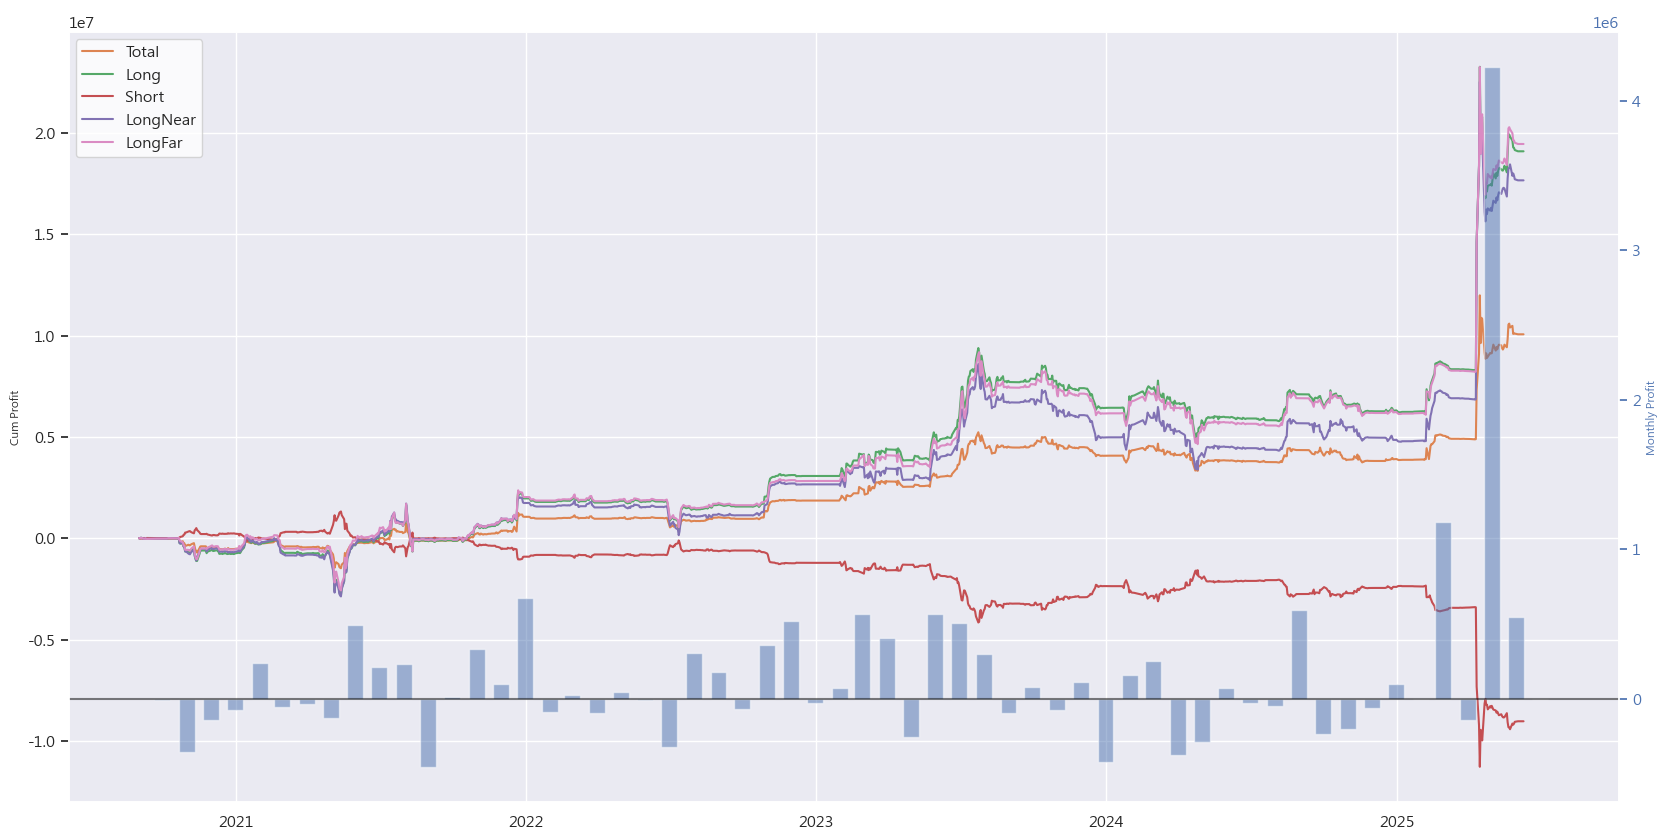 1e7
1e6
Total
Long
Short
LongNear
LongFar
2.0
1.5
1.0
0.5
0.0
-0.5
-1.0
Cum Profit
4
3
2
1
0
Monthly Profit
2021
2022
2023
2024
2025